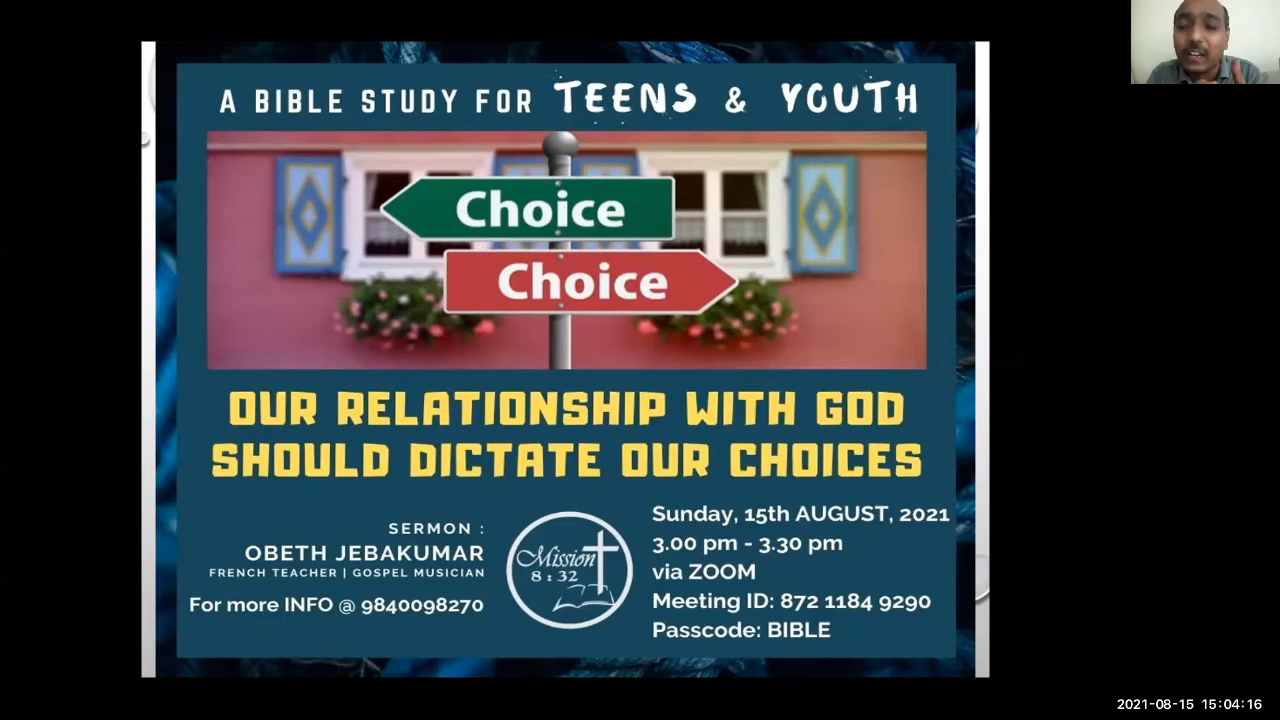 A BIBLE STUDY FOR TEENS & YOUTH
Choice
Choice
OUR RELATIONSHIP WITH GOD
SHOULD DICTATE OUR CHOICES
SERMON :
OBETH JEBAKUMAR
FRENCH TEACHER | GOSPEL MUSICIAN
For more INFO @ 9840098270
Mission
8:32
Sunday, 15th AUGUST, 2021
3.00 pm - 3.30 pm
via ZOOM
Meeting ID: 872 1184 9290
Passcode: BIBLE
2021-08-15 15:04:16